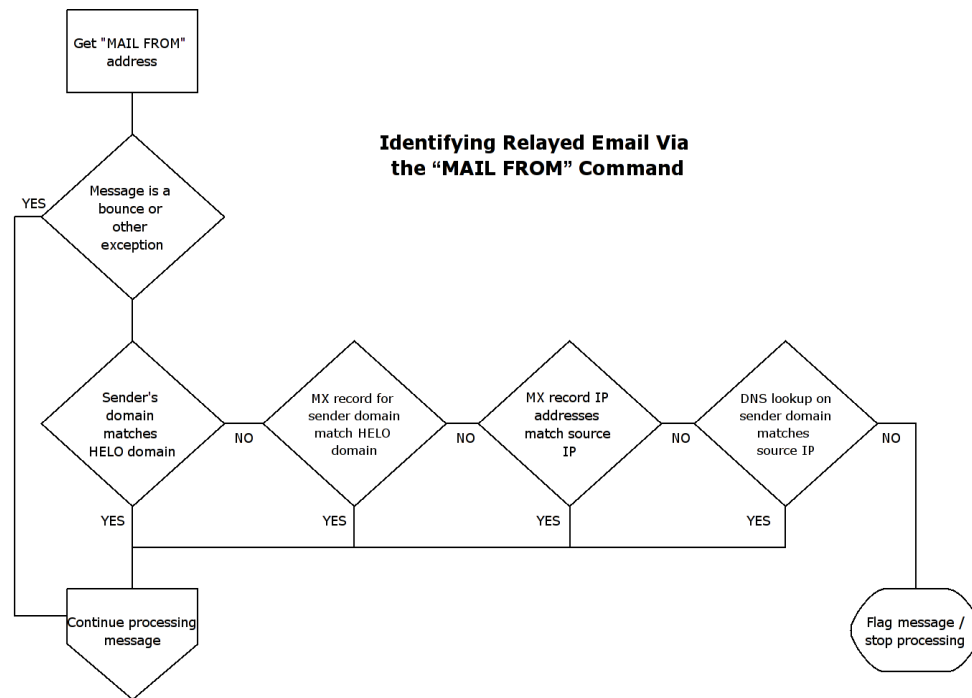 Get "MAIL FROM"
address
Identifying Relayed Email Via
the “MAIL FROM” Command
YES
Message is a
bounce or
other
exception
Sender's
domain
matches
HELO domain
NO
MX record for
sender domain
match HELO
domain
NO
MX record IP
addresses
match source
IP
NO
DNS lookup on
sender domain
matches
source IP
NO
YES
YES
YES
YES
Continue processing
message
Flag message /
stop processing